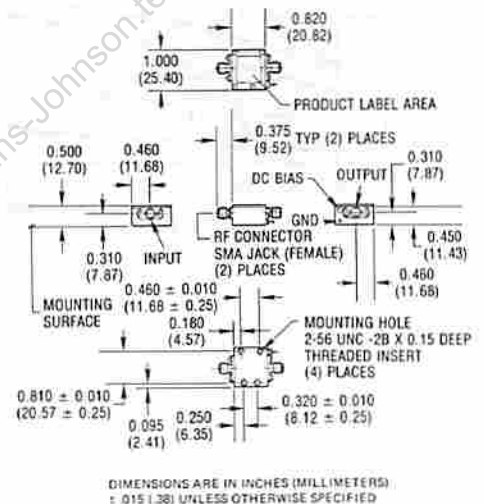 0.820
(20.82)
1.000
(25.40)
PRODUCT LABEL AREA
0.375 TYP (2) PLACES
(9.52)
0.500
(12.70)
0.460
(11.68)
DC BIAS
OUTPUT
0.310
(7.87)
GND
RF CONNECTOR
SMA JACK (FEMALE)
(2) PLACES
0.310
(7.87)
INPUT
0.450
(11.43)
0.460
(11.68)
MOUNTING
SURFACE
0.460 ± 0.010
(11.68 ± 0.25)
0.180
(4.57)
MOUNTING HOLE
2-56 UNC -2B X 0.15 DEEP
THREADED INSERT
(4) PLACES
0.810 ± 0.010
(20.57 ± 0.25)
0.095
(2.41)
0.250
(6.35)
0.320 ± 0.010
(8.12 ± 0.25)
DIMENSIONS ARE IN INCHES (MILLIMETERS)
± .015 (.38) UNLESS OTHERWISE SPECIFIED